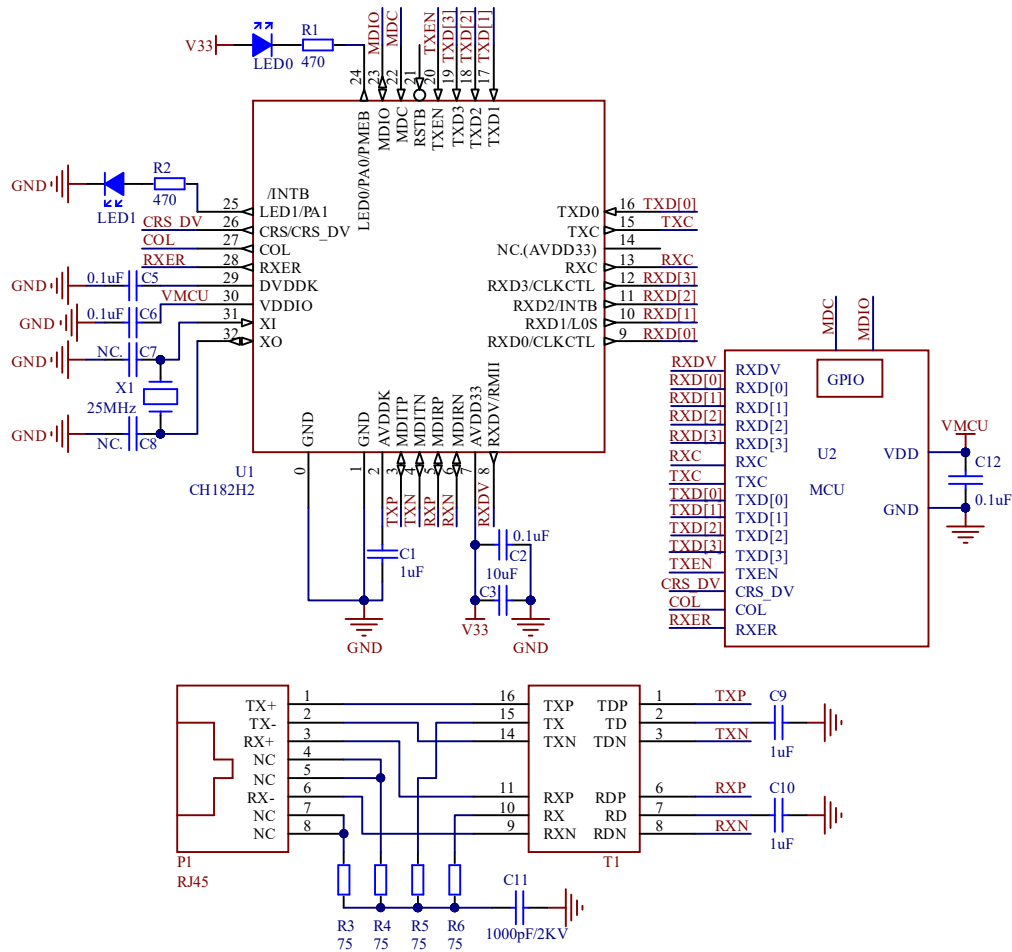 V33
LED0
R1
470
MDIO
MDC
TXEN
TXD[3]
TXD[2]
TXD[1]
24
23
22
21
20
19
18
17
LED0/PA0/PMEB
MDIO
MDC
RSTB
TXEN
TXD3
TXD2
TXD1
GND
LED1
R2
470
/INTB
25 LED1/PA1
CRS_DV 26 CRS/CRS_DV
COL 27 COL
RXER 28 RXER
GND 0.1uF C5 29 DVDDK
VMCU 30 VDDIO
GND 0.1uF C6 31 XI
32 XO
GND NC. C7
X1
25MHz
GND NC. C8
TXD0 16 TXD[0]
TXC 15 TXC
NC.(AVDD33) 14
RXC 13 RXC
RXD3/CLKCTL 12 RXD[3]
RXD2/INTB 11 RXD[2]
RXD1/L0S 10 RXD[1]
RXD0/CLKCTL 9 RXD[0]
GND
GND
AVDDK
MDITP
MDITN
MDIRP
MDIRN
AVDD33
RXDV/RMII
0
1
2
3
4
5
6
7
8
U1
CH182H2
TXP
TXN
RXP
RXN
RXDV
C1
1uF
0.1uF
C2
10uF
C3
GND
V33
GND
MDC
MDIO
GPIO
RXDV RXDV
RXD[0] RXD[0]
RXD[1] RXD[1]
RXD[2] RXD[2]
RXD[3] RXD[3]
RXC RXC
TXC TXC
TXD[0] TXD[0]
TXD[1] TXD[1]
TXD[2] TXD[2]
TXD[3] TXD[3]
TXEN TXEN
CRS_DV CRS_DV
COL COL
RXER RXER
U2
MCU
VDD
GND
VMCU
C12
0.1uF
TX+ 1
TX- 2
RX+ 3
NC 4
NC 5
RX- 6
NC 7
NC 8
P1
RJ45
16 TXP
15 TX
14 TXN
11 RXP
10 RX
9 RXN
TDP 1 TXP
TD 2
TDN 3 TXN
RDP 6 RXP
RD 7
RDN 8 RXN
T1
C9
1uF
C10
1uF
R3
75
R4
75
R5
75
R6
75
C11
1000pF/2KV